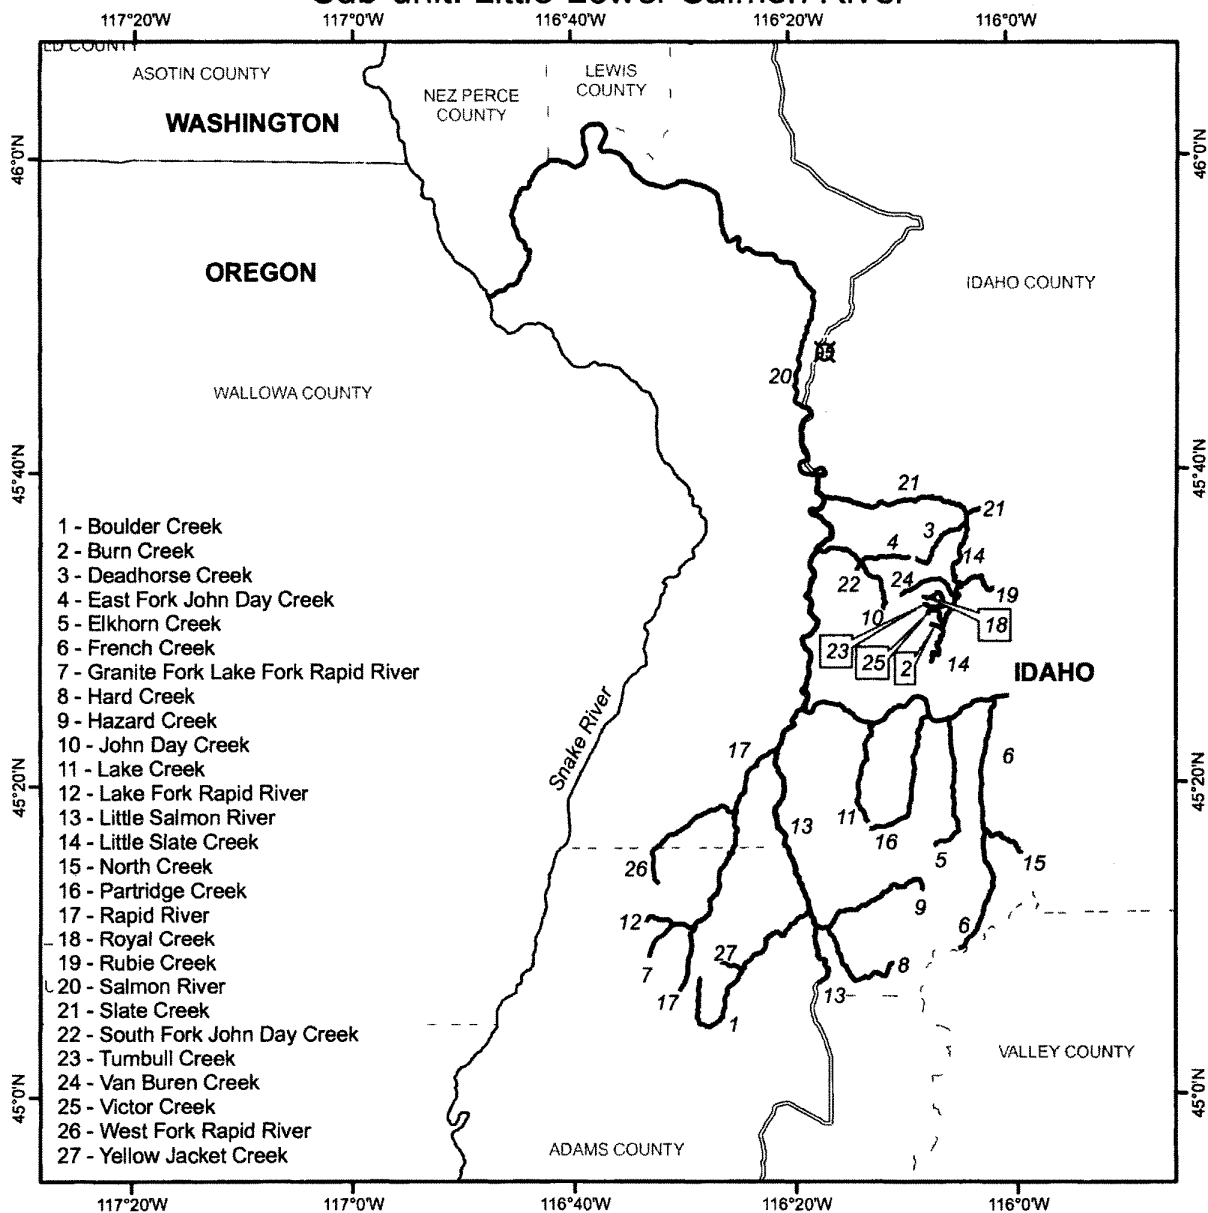 Sub-unit: Little-Lower Salmon River
117°20'W 117°0'W 116°40'W 116°20'W 116°0'W
ASOTIN COUNTY
WASHINGTON
NEZ PERCE
COUNTY
LEWIS
COUNTY
46°0'N 46°0'N
OREGON
IDAHO COUNTY
95
20
WALLOWA COUNTY
45°40'N 45°40'N
21
21
3
4
14
22
24
19
10
18
23
25
2
14
IDAHO
Snake River
17
6
45°20'N 45°20'N
11
13
16
5
15
26
9
12
6
27
7
8
17
13
1
VALLEY COUNTY
45°0'N 45°0'N
ADAMS COUNTY
1 - Boulder Creek
2 - Burn Creek
3 - Deadhorse Creek
4 - East Fork John Day Creek
5 - Elkhorn Creek
6 - French Creek
7 - Granite Fork Lake Fork Rapid River
8 - Hard Creek
9 - Hazard Creek
10 - John Day Creek
11 - Lake Creek
12 - Lake Fork Rapid River
13 - Little Salmon River
14 - Little Slate Creek
15 - North Creek
16 - Partridge Creek
17 - Rapid River
18 - Royal Creek
19 - Rubie Creek
20 - Salmon River
21 - Slate Creek
22 - South Fork John Day Creek
23 - Turnbull Creek
24 - Van Buren Creek
25 - Victor Creek
26 - West Fork Rapid River
27 - Yellow Jacket Creek
117°20'W 117°0'W 116°40'W 116°20'W 116°0'W